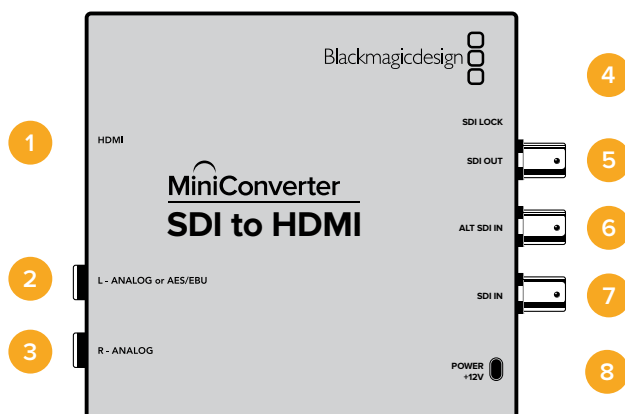 Blackmagicdesign
4
SDI LOCK
1
HDMI
SDI OUT
5
MiniConverter
SDI to HDMI
ALT SDI IN
6
2
L - ANALOG or AES/EBU
SDI IN
7
3
R - ANALOG
POWER
+12V
8